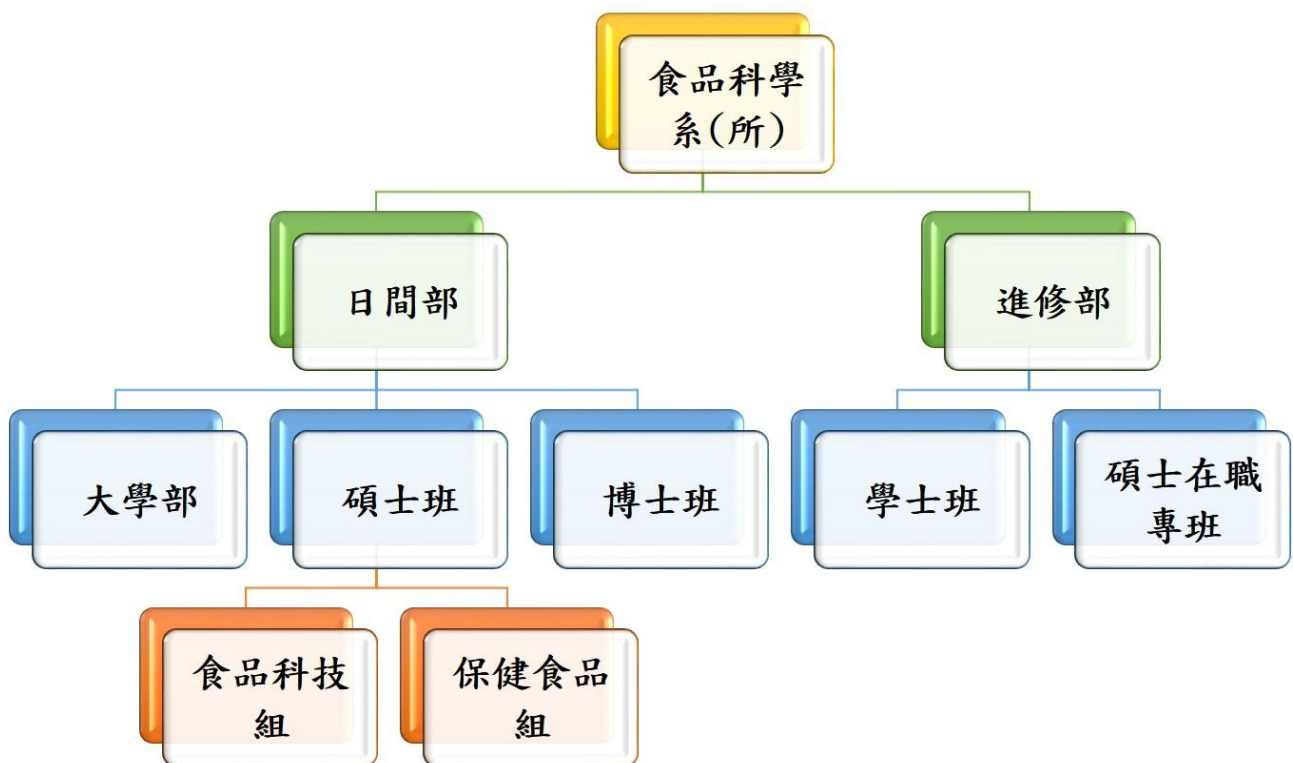 食品科學
系(所)
日間部
進修部
大學部
碩士班
博士班
學士班
碩士在職
專班
食品科技
組
保健食品
組